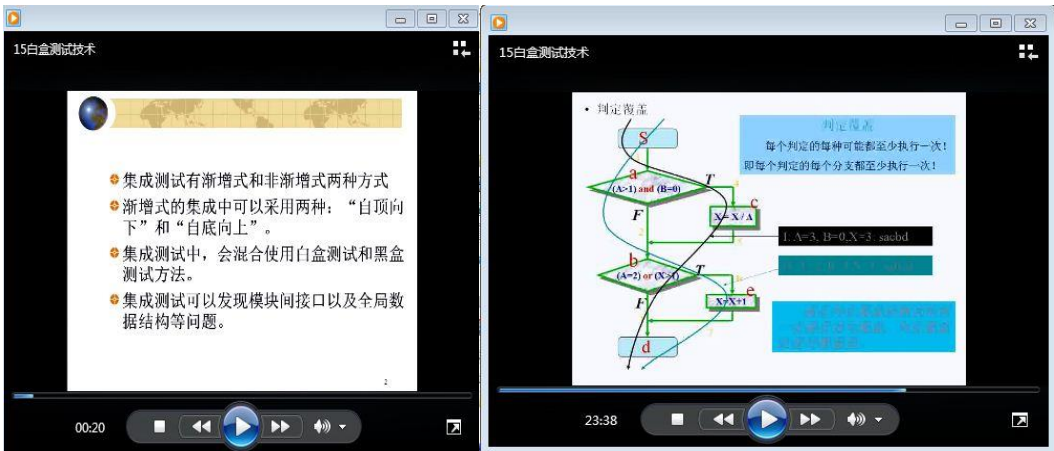 15白盒测试技术
集成测试有渐增式和非渐增式两种方式
渐增式的集成中可以采用两种：“自顶向
下”和“自底向上”。
集成测试中，会混合使用白盒测试和黑盒
测试方法。
集成测试可以发现模块间接口以及全局数
据结构等问题。
2
00:20
15白盒测试技术
• 判定覆盖
判定覆盖
每个判定的每种可能都至少执行一次！
即每个判定的每个分支都至少执行一次！
S
a
(A>1) and (B=0)
T
4
c
X= X / A
F
2
1. A=3, B=0,X=3: sacbd
b
(A=2) or (X>1)
T
e
X=X+1
F
7
d
23:38